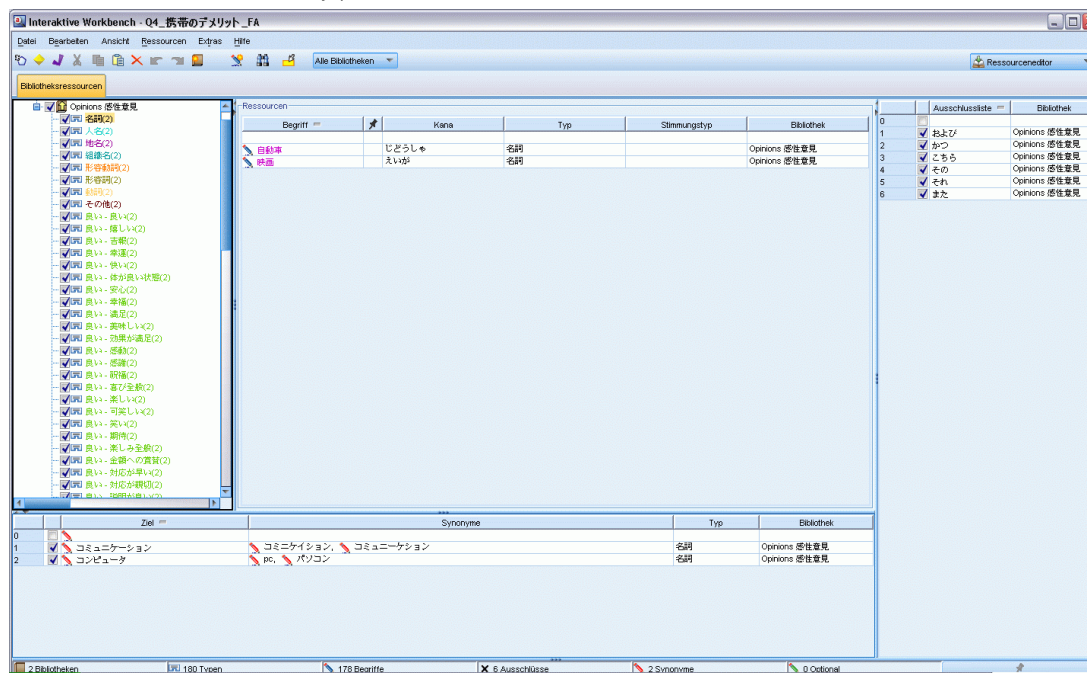 Interaktive Workbench - Q4_携帯のデメリット_FA
Datei Bearbeiten Ansicht Ressourcen Extras Hilfe
Alle Bibliotheken
Ressourceneditor
Bibliotheksressourcen
Opinions 感性意見
名詞(2)
人名(2)
地名(2)
組織名(2)
形容動詞(2)
形容詞(2)
動詞(2)
その他(2)
良い - 良い(2)
良い - 嬉しい(2)
良い - 吉報(2)
良い - 幸運(2)
良い - 快い(2)
良い - 体が良い状態(2)
良い - 安心(2)
良い - 幸福(2)
良い - 満足(2)
良い - 美味しい(2)
良い - 効果が満足(2)
良い - 感動(2)
良い - 感謝(2)
良い - 祝福(2)
良い - 喜び全般(2)
良い - 楽しい(2)
良い - 可笑しい(2)
良い - 笑い(2)
良い - 期待(2)
良い - 楽しみ全般(2)
良い - 金額への賞賛(2)
良い - 対応が早い(2)
良い - 対応が親切(2)
良い - 説明が良い(2)
Ressourcen
Begriff Kana Typ Stimmungstyp Bibliothek
自動車 じどうしゃ 名詞 Opinions 感性意見
映画 えいが 名詞 Opinions 感性意見
Ausschlussliste Bibliothek
0
1 および Opinions 感性意見
2 かつ Opinions 感性意見
3 こちら Opinions 感性意見
4 その Opinions 感性意見
5 それ Opinions 感性意見
6 また Opinions 感性意見
Ziel Synonyme Typ Bibliothek
0
1 コミュニケーション コミニケイション, コミュニーケション 名詞 Opinions 感性意見
2 コンピュータ pc, パソコン 名詞 Opinions 感性意見
2 Bibliotheken 180 Typen 178 Begriffe 6 Ausschlüsse 2 Synonyme 0 Optional